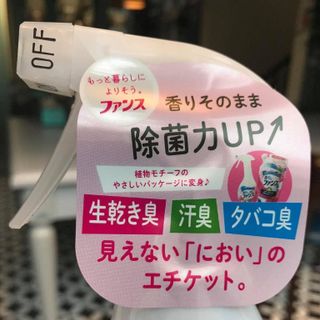 OFF
もっと暮らしに
よりそう。
ファンス
香りそのまま
除菌力UP↗
植物モチーフの
やさしいパッケージに変身♪
生乾き臭
汗臭
タバコ臭
見えない「におい」の
エチケット。